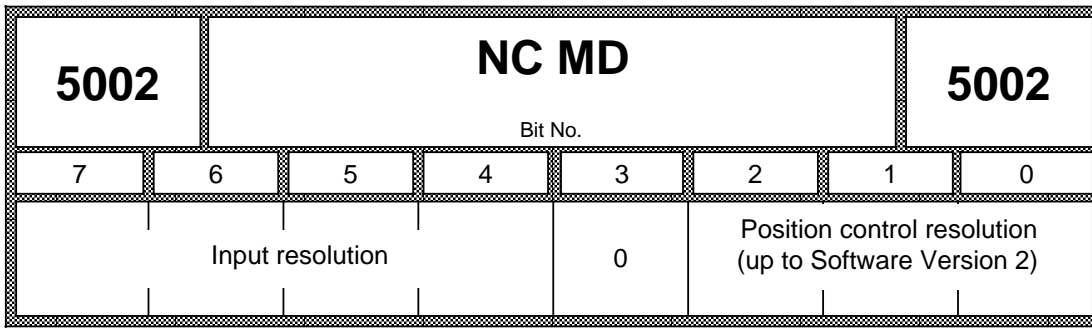 5002 NC MD 5002
Bit No.
7 6 5 4 3 2 1 0
Input resolution 0 Position control resolution
(up to Software Version 2)